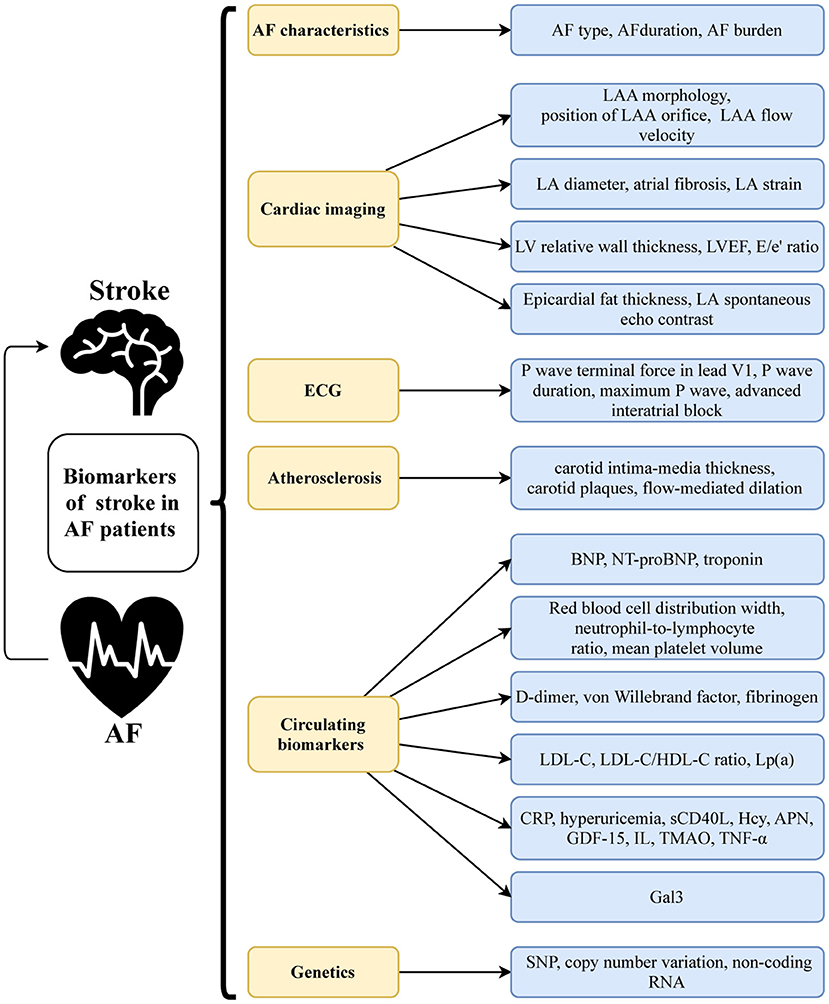 Stroke
Biomarkers
of stroke in
AF patients
AF
AF characteristics
AF type, AFduration, AF burden
Cardiac imaging
LAA morphology,
position of LAA orifice, LAA flow
velocity
LA diameter, atrial fibrosis, LA strain
LV relative wall thickness, LVEF, E/e' ratio
Epicardial fat thickness, LA spontaneous
echo contrast
ECG
P wave terminal force in lead V1, P wave
duration, maximum P wave, advanced
interatrial block
Atherosclerosis
carotid intima-media thickness,
carotid plaques, flow-mediated dilation
Circulating
biomarkers
BNP, NT-proBNP, troponin
Red blood cell distribution width,
neutrophil-to-lymphocyte
ratio, mean platelet volume
D-dimer, von Willebrand factor, fibrinogen
LDL-C, LDL-C/HDL-C ratio, Lp(a)
CRP, hyperuricemia, sCD40L, Hcy, APN,
GDF-15, IL, TMAO, TNF-α
Gal3
Genetics
SNP, copy number variation, non-coding
RNA